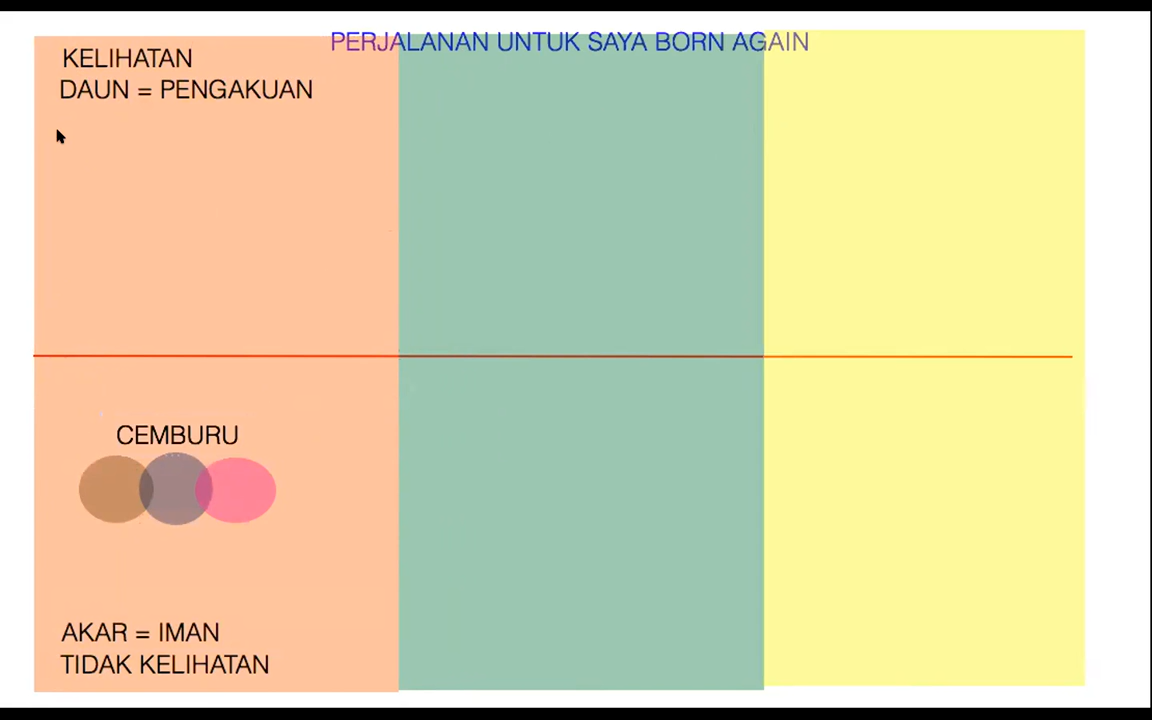 PERJALANAN UNTUK SAYA BORN AGAIN
KELIHATAN
DAUN = PENGAKUAN
CEMBURU
AKAR = IMAN
TIDAK KELIHATAN